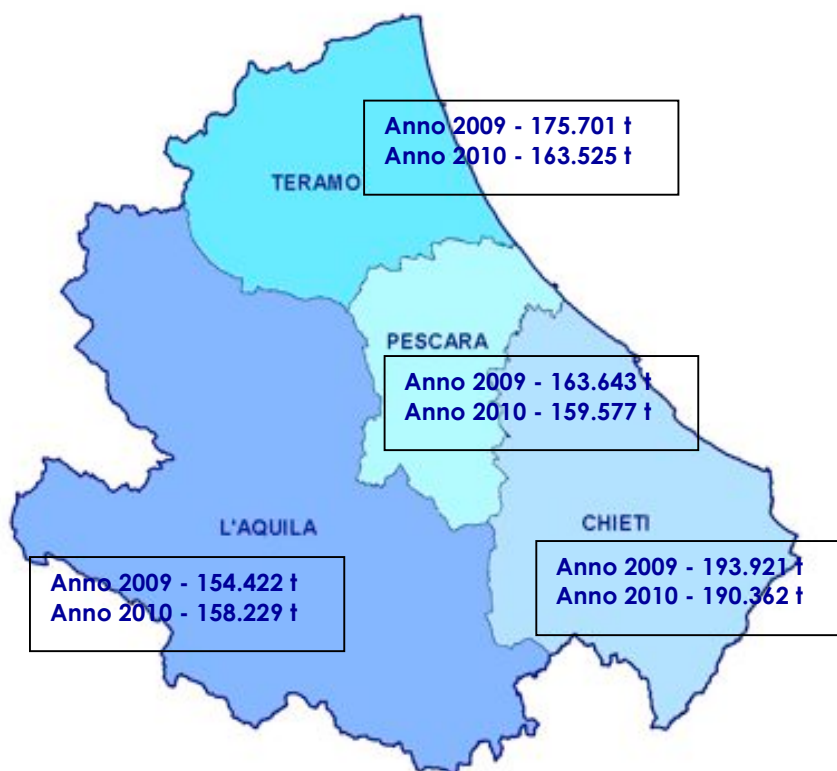 Anno 2009 - 175.701 t
Anno 2010 - 163.525 t
TERAMO
PESCARA
Anno 2009 - 163.643 t
Anno 2010 - 159.577 t
L'AQUILA
CHIETI
Anno 2009 - 154.422 t
Anno 2010 - 158.229 t
Anno 2009 - 193.921 t
Anno 2010 - 190.362 t